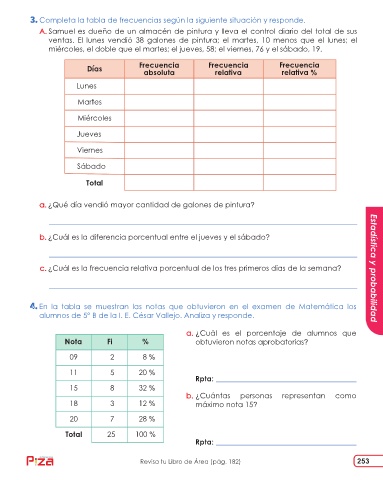 3. Completa la tabla de frecuencias según la siguiente situación y responde.
A. Samuel es dueño de un almacén de pintura y lleva el control diario del total de sus
ventas. El lunes vendió 38 galones de pintura; el martes, 10 menos que el lunes; el
miércoles, el doble que el martes; el jueves, 58; el viernes, 76 y el sábado, 19.
Días Frecuencia absoluta Frecuencia relativa Frecuencia relativa %
Lunes
Martes
Miércoles
Jueves
Viernes
Sábado
Total
a. ¿Qué día vendió mayor cantidad de galones de pintura?
b. ¿Cuál es la diferencia porcentual entre el jueves y el sábado?
c. ¿Cuál es la frecuencia relativa porcentual de los tres primeros días de la semana?
4. En la tabla se muestran las notas que obtuvieron en el examen de Matemática los
alumnos de 5° B de la I. E. César Vallejo. Analiza y responde.
Nota Fi %
09 2 8 %
11 5 20 %
15 8 32 %
18 3 12 %
20 7 28 %
Total 25 100 %
a. ¿Cuál es el porcentaje de alumnos que
obtuvieron notas aprobatorias?
Rpta:
b. ¿Cuántas personas representan como
máximo nota 15?
Rpta:
Estadística y probabilidad
Piza
Revisa tu Libro de Área (pág. 182)
253